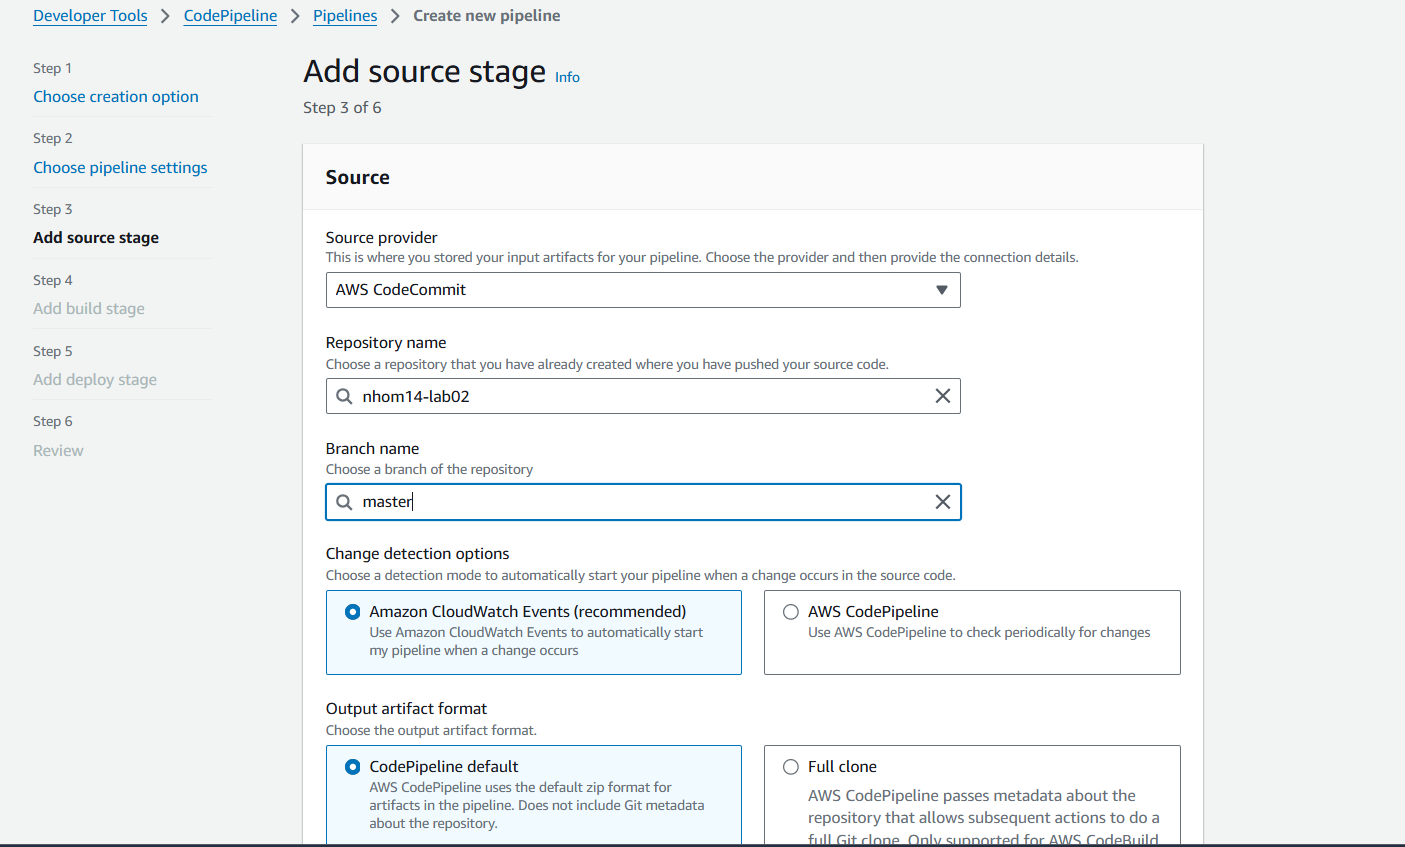 Developer Tools > CodePipeline > Pipelines > Create new pipeline
Step 1
Choose creation option
Step 2
Choose pipeline settings
Step 3
Add source stage
Step 4
Add build stage
Step 5
Add deploy stage
Step 6
Review
Add source stage Info
Step 3 of 6
Source
Source provider
This is where you stored your input artifacts for your pipeline. Choose the provider and then provide the connection details.
AWS CodeCommit
Repository name
Choose a repository that you have already created where you have pushed your source code.
nhom14-lab02
Branch name
Choose a branch of the repository
master
Change detection options
Choose a detection mode to automatically start your pipeline when a change occurs in the source code.
Amazon CloudWatch Events (recommended)
Use Amazon CloudWatch Events to automatically start
my pipeline when a change occurs
AWS CodePipeline
Use AWS CodePipeline to check periodically for changes
Output artifact format
Choose the output artifact format.
CodePipeline default
AWS CodePipeline uses the default zip format for
artifacts in the pipeline. Does not include Git metadata
about the repository.
Full clone
AWS CodePipeline passes metadata about the
repository that allows subsequent actions to do a
full Git clone. Only supported for AWS CodeBuild